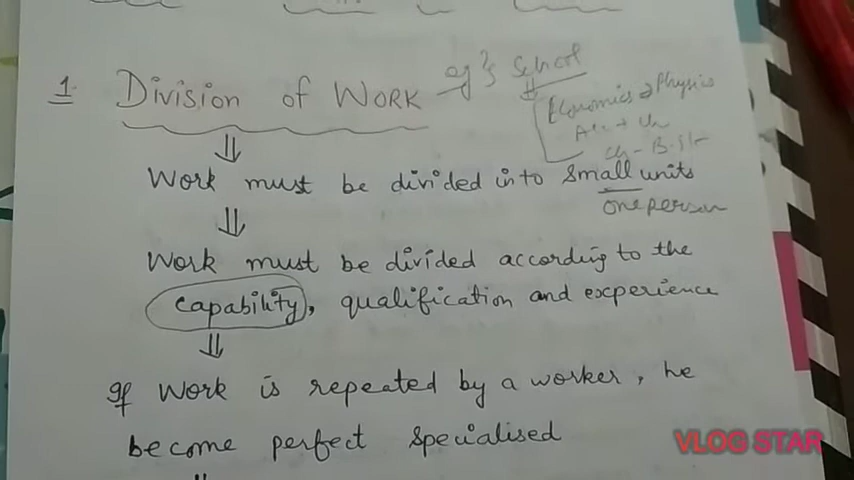 1. Division of Work eg's School
Economics Physics
Work must be divided into small units
one person
Work must be divided according to the
capability, qualification and experience
If Work is repeated by a worker, he
become perfect specialised
VLOG STAR